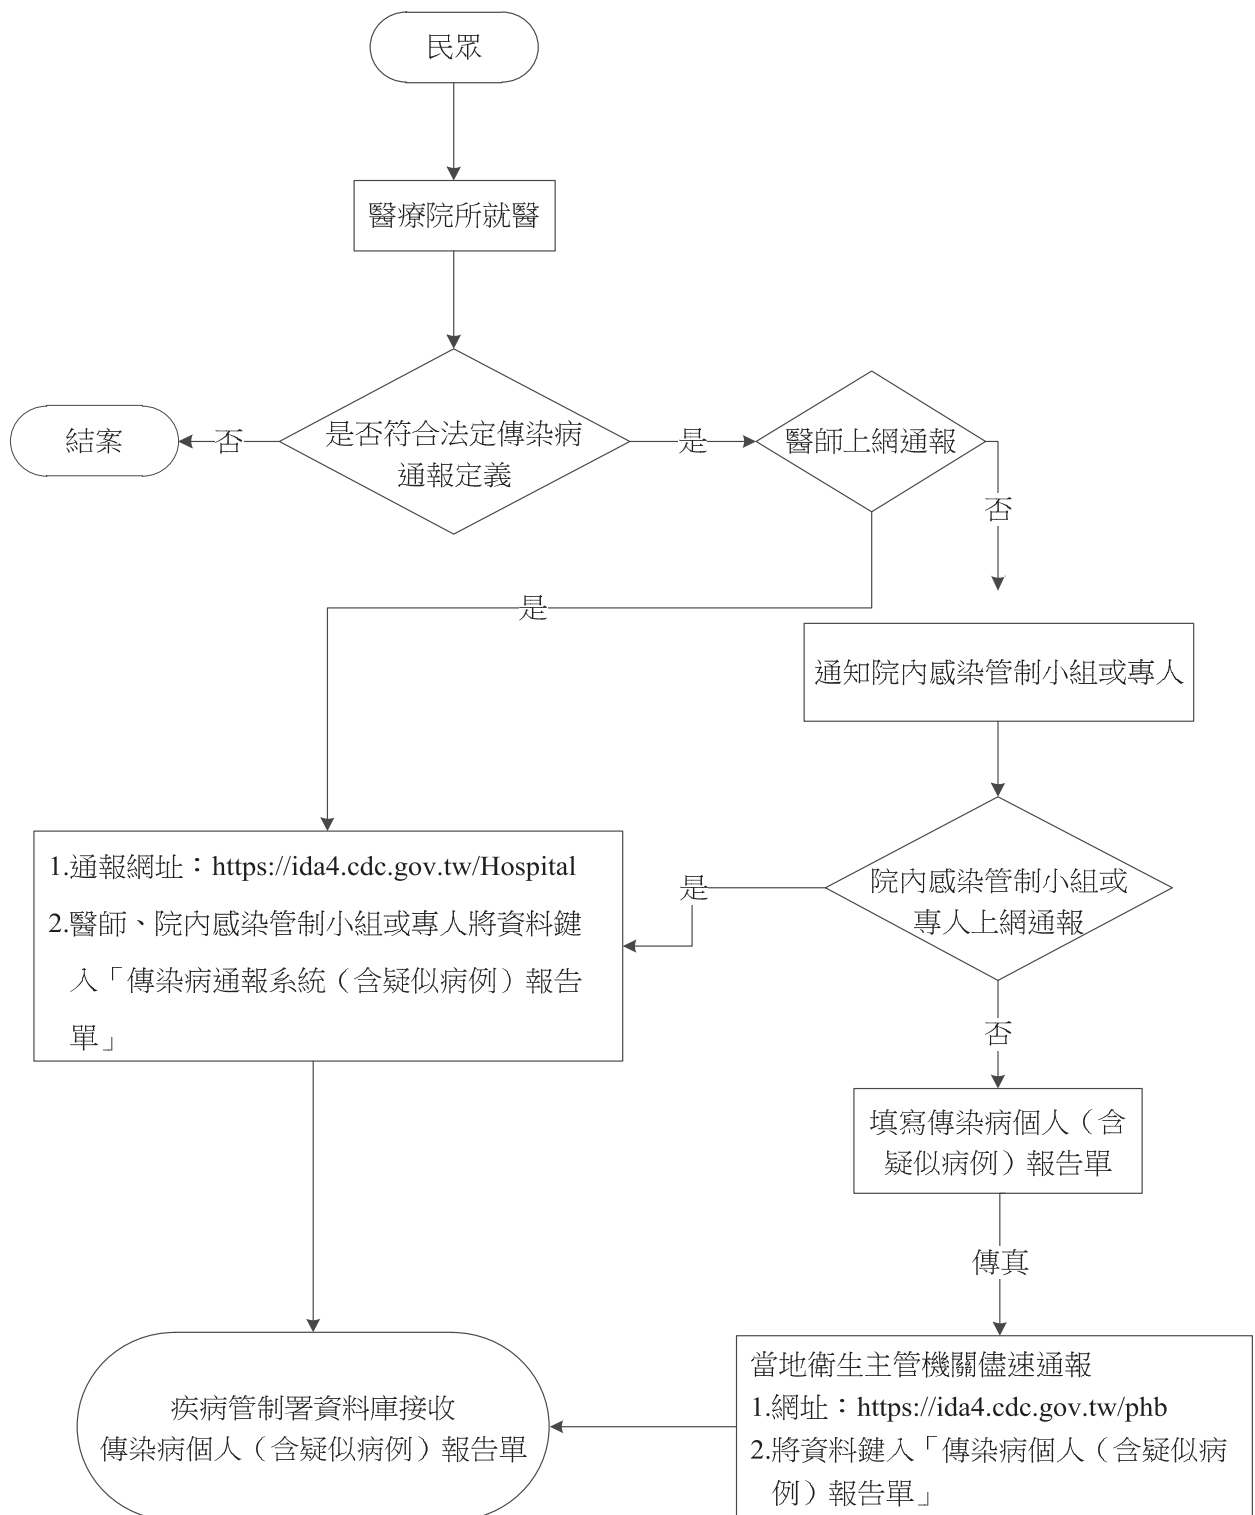 民眾
醫療院所就醫
是否符合法定傳染病
通報定義
否
結案
是
醫師上網通報
否
是
通知院內感染管制小組或專人
院內感染管制小組或
專人上網通報
是
1.通報網址：https://ida4.cdc.gov.tw/Hospital
2.醫師、院內感染管制小組或專人將資料鍵
入「傳染病通報系統（含疑似病例）報告
單」
否
填寫傳染病個人（含
疑似病例）報告單
傳真
當地衛生主管機關儘速通報
1.網址：https://ida4.cdc.gov.tw/phb
2.將資料鍵入「傳染病個人（含疑似病
例）報告單」
疾病管制署資料庫接收
傳染病個人（含疑似病例）報告單